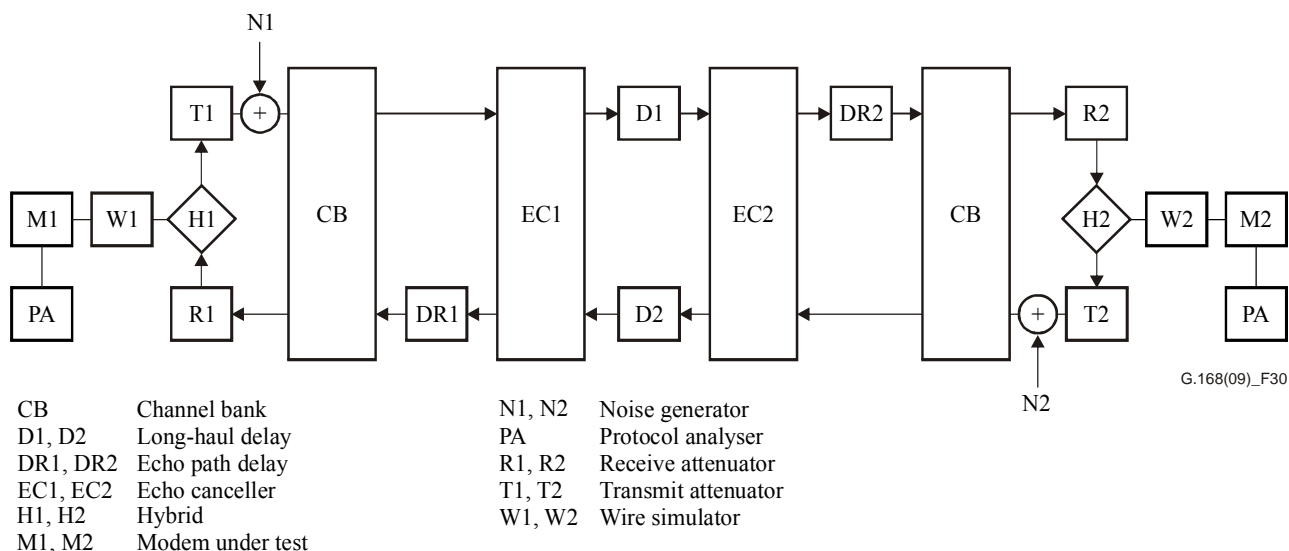 N1
T1
+
D1
DR2
R2
M1
W1
H1
CB
EC1
EC2
CB
H2
W2
M2
PA
R1
DR1
D2
+
T2
PA
G.168(09)_F30
N2
CB Channel bank
D1, D2 Long-haul delay
DR1, DR2 Echo path delay
EC1, EC2 Echo canceller
H1, H2 Hybrid
M1, M2 Modem under test
N1, N2 Noise generator
PA Protocol analyser
R1, R2 Receive attenuator
T1, T2 Transmit attenuator
W1, W2 Wire simulator